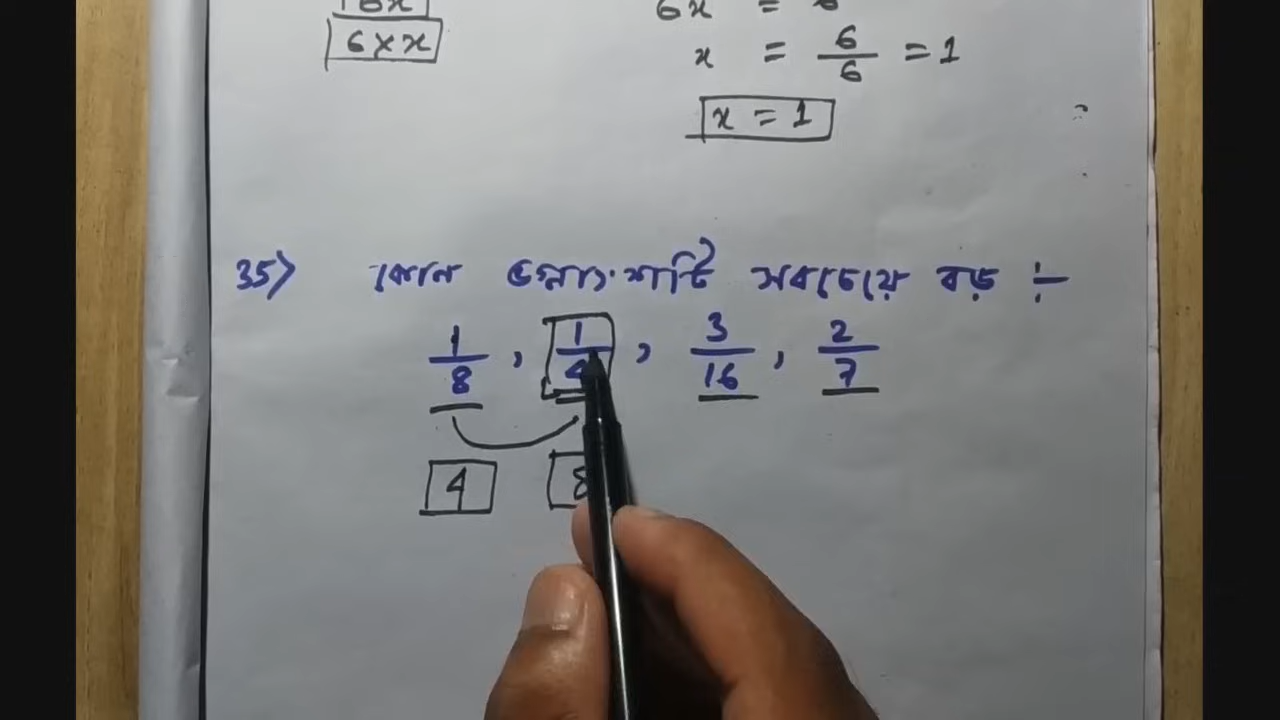 6x =
6 × x
x = 6/6 = 1
x = 1
35) কোন ভগ্নাংশটি সবচেয়ে বড় ÷
1/8 , 1/4 , 3/16 , 2/7
4 8